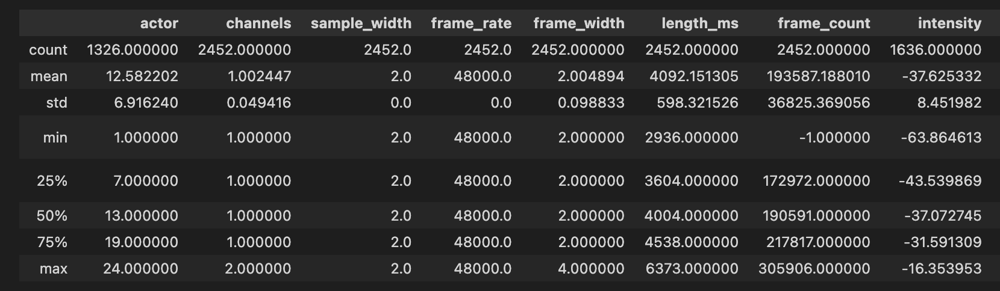 actor channels sample_width frame_rate frame_width length_ms frame_count intensity
count 1326.000000 2452.000000 2452.0 2452.0 2452.000000 2452.000000 2452.000000 1636.000000
mean 12.582202 1.002447 2.0 48000.0 2.004894 4092.151305 193587.188010 -37.625332
std 6.916240 0.049416 0.0 0.0 0.098833 598.321526 36825.369056 8.451982
min 1.000000 1.000000 2.0 48000.0 2.000000 2936.000000 -1.000000 -63.864613
25% 7.000000 1.000000 2.0 48000.0 2.000000 3604.000000 172972.000000 -43.539869
50% 13.000000 1.000000 2.0 48000.0 2.000000 4004.000000 190591.000000 -37.072745
75% 19.000000 1.000000 2.0 48000.0 2.000000 4538.000000 217817.000000 -31.591309
max 24.000000 2.000000 2.0 48000.0 4.000000 6373.000000 305906.000000 -16.353953